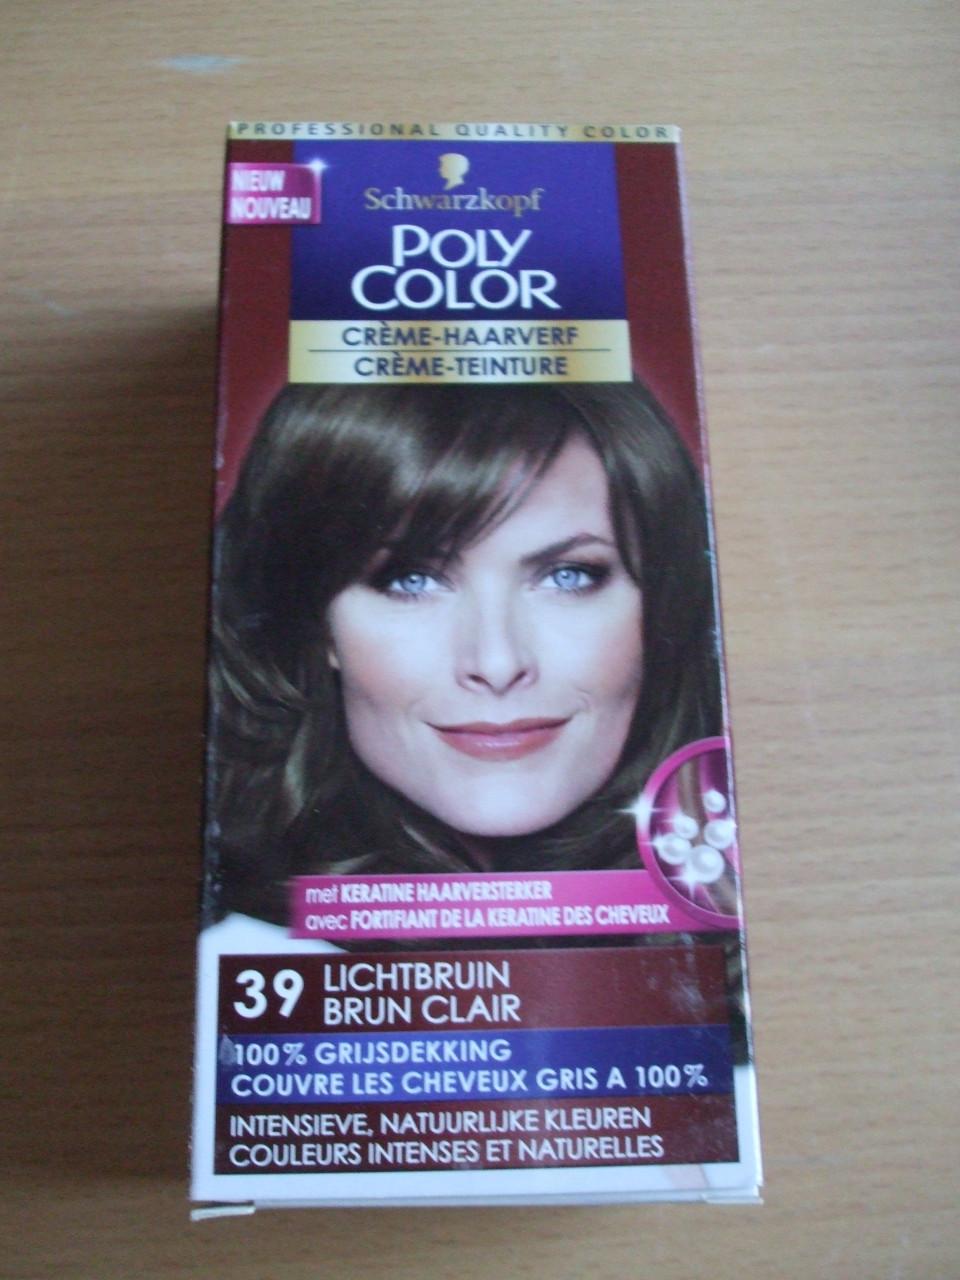 PROFESSIONAL QUALITY COLOR
NIEUW
NOUVEAU
Schwarzkopf
POLY
COLOR
CRÈME-HAARVERF
CRÈME-TEINTURE
met KERATINE HAARVERSTERKER
avec FORTIFIANT DE LA KERATINE DES CHEVEUX
39 LICHTBRUIN
BRUN CLAIR
100% GRIJSDEKKING
COUVRE LES CHEVEUX GRIS A 100%
INTENSIEVE, NATUURLIJKE KLEUREN
COULEURS INTENSES ET NATURELLES